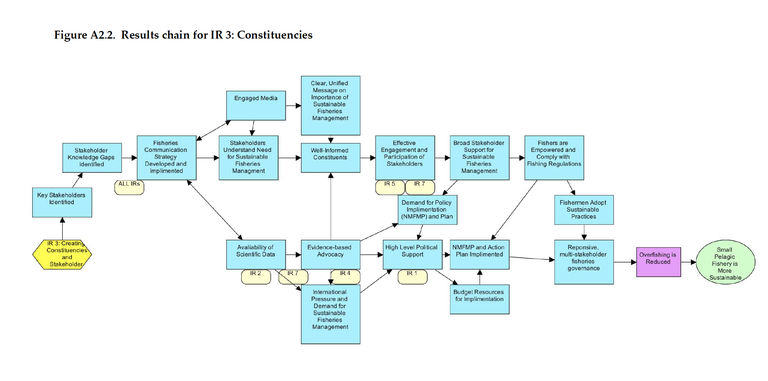 Figure A2.2. Results chain for IR 3: Constituencies
Engaged Media
Clear, Unified
Message on
Importance of
Sustainable
Fisheries
Management
Stakeholder
Knowledge Gaps
Identified
Fisheries
Communication
Strategy
Developed and
Implimented
Stakeholders
Understand Need
for Sustainable
Fisheries
Managment
Well-Informed
Constituents
Effective
Engagement and
Participation of
Stakeholders
Broad Stakeholder
Support for
Sustainable
Fisheries
Management
Fishers are
Empowered and
Comply with
Fishing Regulations
ALL IRs
IR 5
IR 7
Key Stakeholders
Identified
Demand for Policy
Implimentation
(NMFMP) and Plan
Fishermen Adopt
Sustainable
Practices
IR 3: Creating
Constituencies
and
Stakeholder
Availability of
Scientific Data
Evidence-based
Advocacy
High Level Political
Support
NMFMP and Action
Plan Implimented
Reponsive,
multi-stakeholder
fisheries
governance
Overfishing is
Reduced
Small
Pelagic
Fishery is
More
Sustainable
IR 2
IR 7
IR 4
IR 1
International
Pressure and
Demand for
Sustainable
Fisheries
Management
Budget Resources
for Implimentation